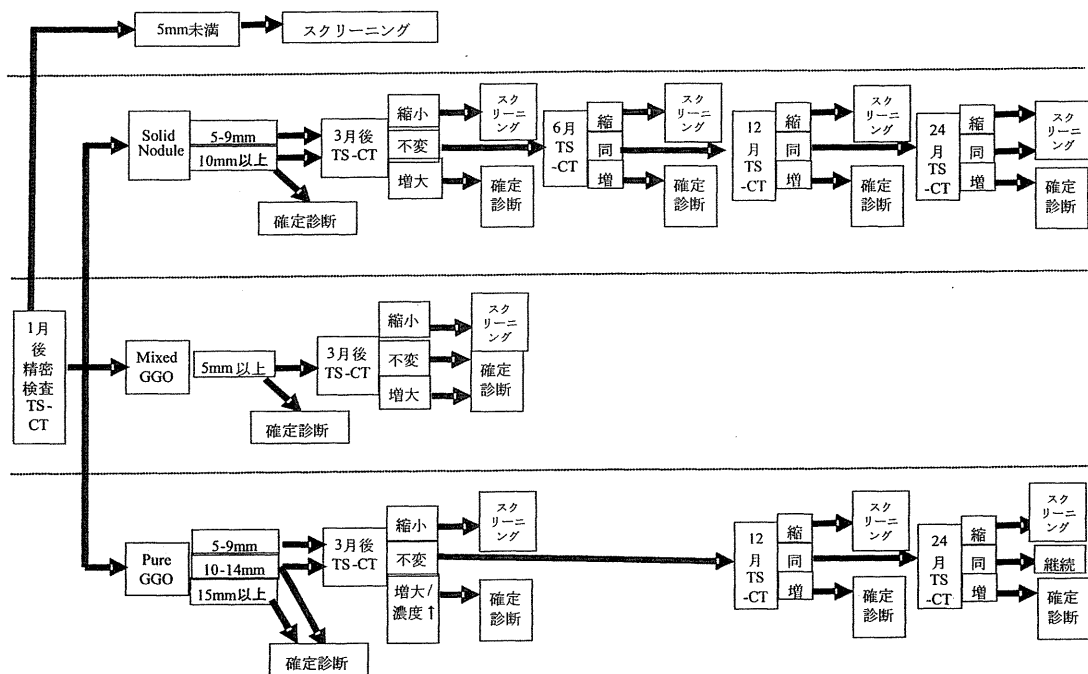 5mm未満
スクリーニング
Solid
Nodule
5-9mm
10mm以上
確定診断
3月後
TS-CT
縮小
不変
増大
スク
リーニ
ング
確定
診断
6月
TS
-CT
縮
同
増
スク
リーニ
ング
確定
診断
12
月
TS
-CT
縮
同
増
スク
リーニ
ング
確定
診断
24
月
TS
-CT
縮
同
増
スク
リーニ
ング
確定
診断
1月
後
精密
検査
TS-
CT
Mixed
GGO
5mm以上
確定診断
3月後
TS-CT
縮小
不変
増大
スク
リーニ
ング
確定
診断
Pure
GGO
5-9mm
10-14mm
15mm以上
確定診断
3月後
TS-CT
縮小
不変
増大/
濃度↑
スク
リーニ
ング
確定
診断
12
月
TS
-CT
縮
同
増
スク
リーニ
ング
確定
診断
24
月
TS
-CT
縮
同
増
スク
リーニ
ング
継続
確定
診断